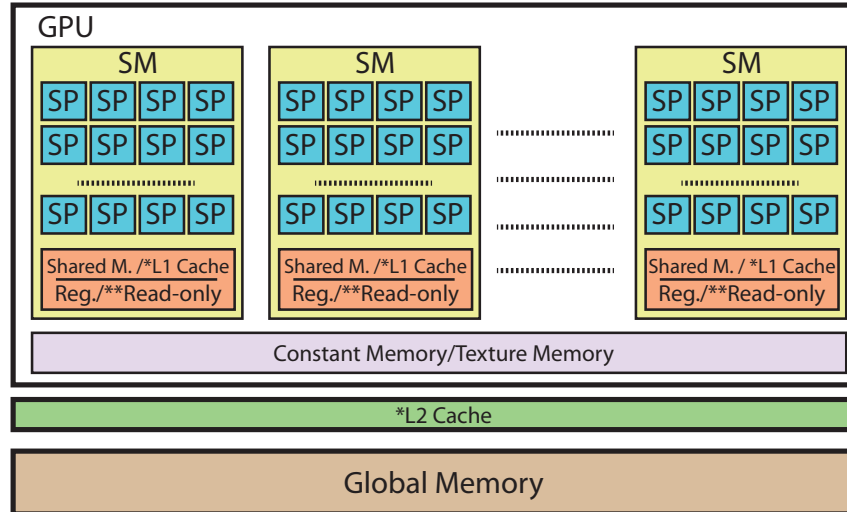 GPU
SM SM SM
SP SP SP SP SP SP SP SP SP SP SP SP
SP SP SP SP SP SP SP SP SP SP SP SP
SP SP SP SP SP SP SP SP SP SP SP SP
Shared M. /*L1 Cache Shared M. /*L1 Cache Shared M. / *L1 Cache
Reg./**Read-only Reg./**Read-only Reg./**Read-only
Constant Memory/Texture Memory
*L2 Cache
Global Memory